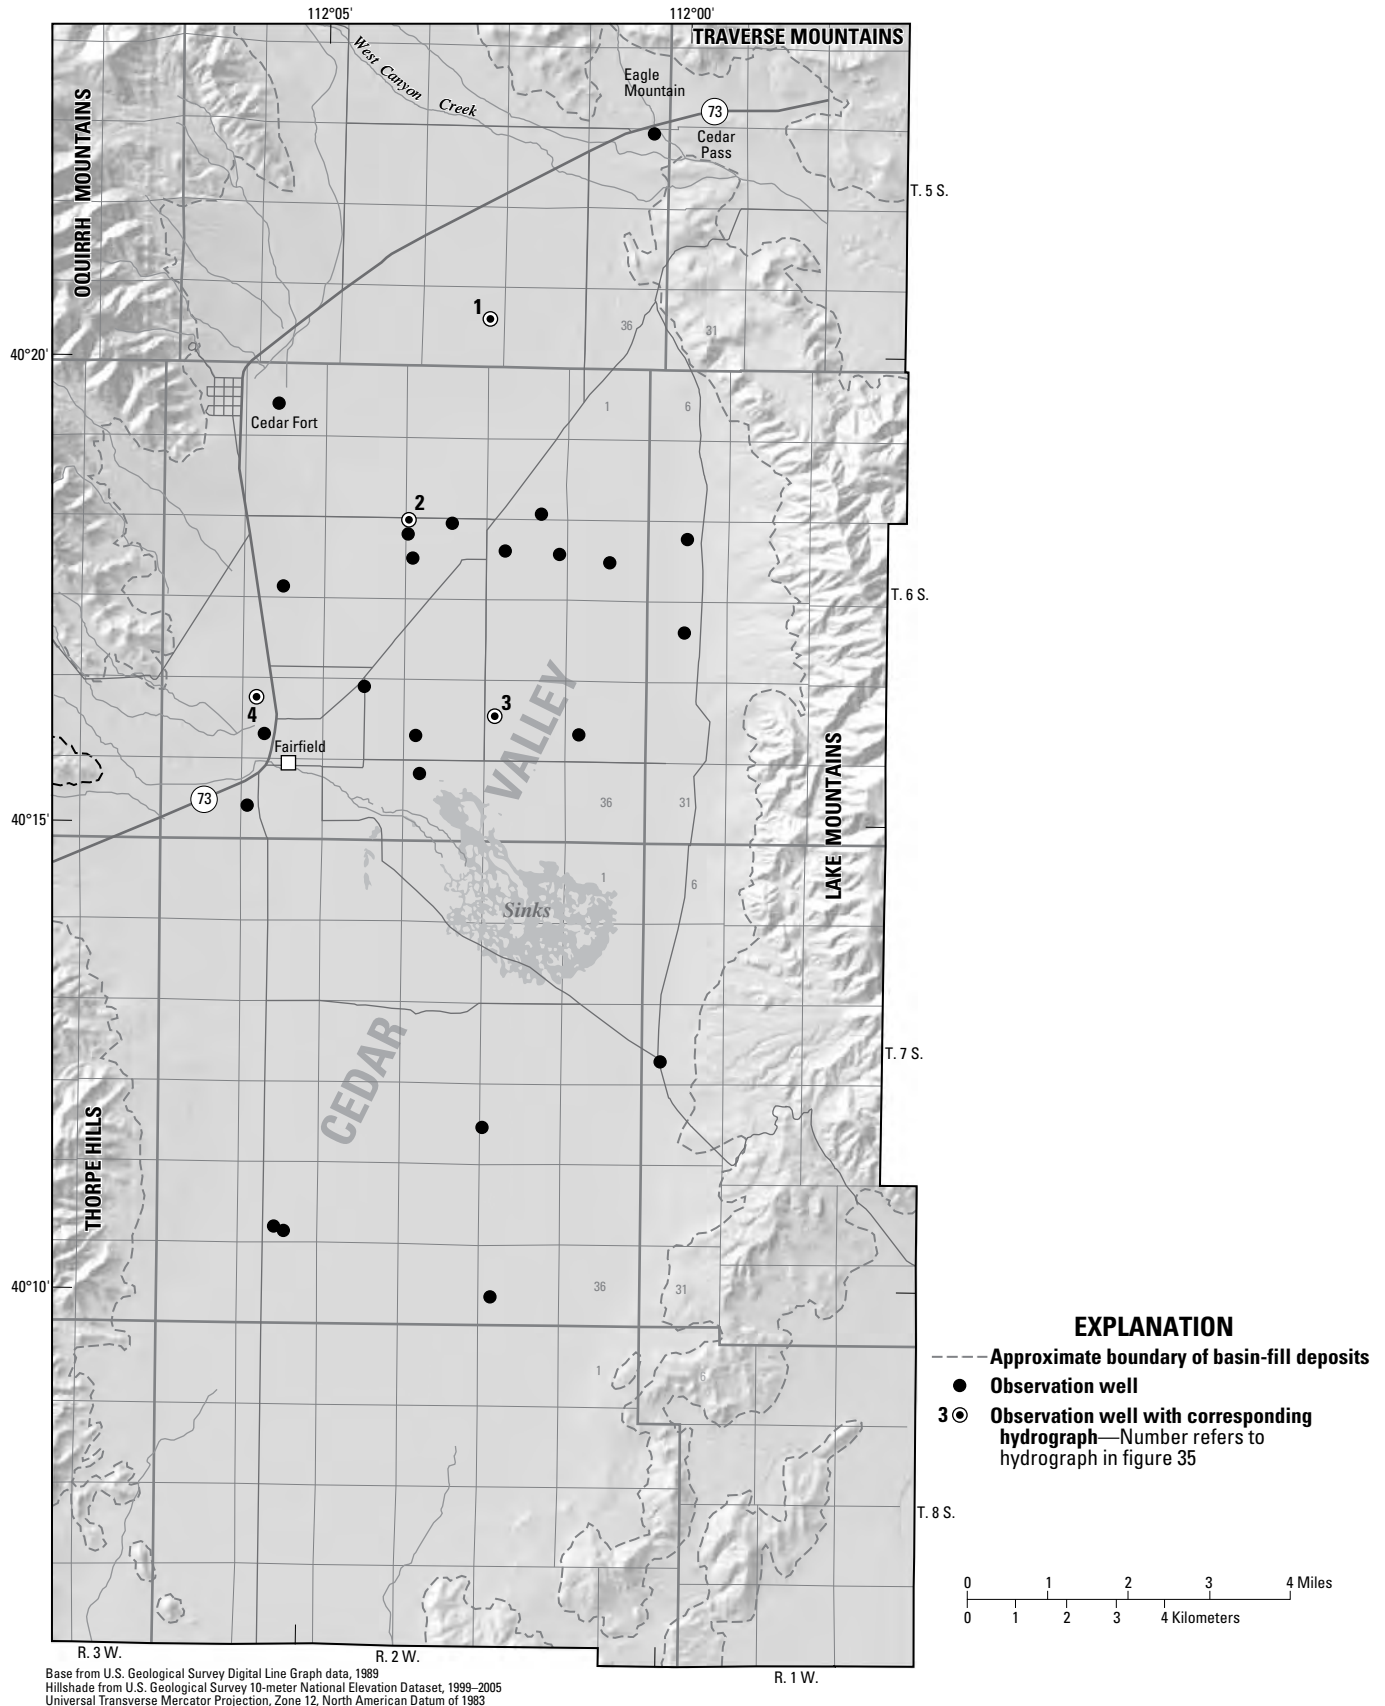 112°05'
112°00'
TRAVERSE MOUNTAINS
West Canyon Creek
Eagle
Mountain
73
Cedar
Pass
OQUIRRH MOUNTAINS
T. 5 S.
1
36
31
40°20'
1
6
Cedar Fort
2
T. 6 S.
3
4
Fairfield
VALLEY
LAKE MOUNTAINS
73
36
31
40°15'
1
6
Sinks
CEDAR
T. 7 S.
THORPE HILLS
40°10'
36
31
1
6
T. 8 S.
R. 3 W.
R. 2 W.
R. 1 W.
EXPLANATION
Approximate boundary of basin-fill deposits
Observation well
3 Observation well with corresponding
hydrograph—Number refers to
hydrograph in figure 35
0 1 2 3 4 Miles
0 1 2 3 4 Kilometers
Base from U.S. Geological Survey Digital Line Graph data, 1989
Hillshade from U.S. Geological Survey 10-meter National Elevation Dataset, 1999–2005
Universal Transverse Mercator Projection, Zone 12, North American Datum of 1983